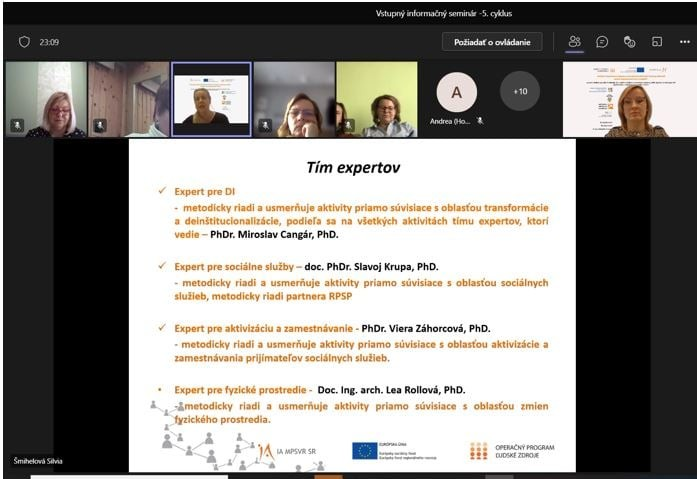 Vstupný informačný seminár -5. cyklus
23:09
Požiadať o ovládanie
A
+10
Andrea (Ho...
Tím expertov
✓ Expert pre DI
- metodicky riadi a usmerňuje aktivity priamo súvisiace s oblasťou transformácie
a deinštitucionalizácie, podieľa sa na všetkých aktivitách tímu expertov, ktorí
vedie – PhDr. Miroslav Cangár, PhD.
✓ Expert pre sociálne služby – doc. PhDr. Slavoj Krupa, PhD.
- metodicky riadi a usmerňuje aktivity priamo súvisiace s oblasťou sociálnych
služieb, metodicky riadi partnera RPSP
✓ Expert pre aktivizáciu a zamestnávanie - PhDr. Viera Záhorcová, PhD.
- metodicky riadi a usmerňuje aktivity priamo súvisiace s oblasťou aktivizácie a
zamestnávania prijímateľov sociálnych služieb.
• Expert pre fyzické prostredie - Doc. Ing. arch. Lea Rollová, PhD.
- metodicky riadi a usmerňuje aktivity priamo súvisiace s oblasťou zmien
fyzického prostredia.
IA MPSVR SR
EURÓPSKA ÚNIA
Európsky sociálny fond
Európsky fond regionálneho rozvoja
OPERAČNÝ PROGRAM
ĽUDSKÉ ZDROJE
Šmihelová Silvia